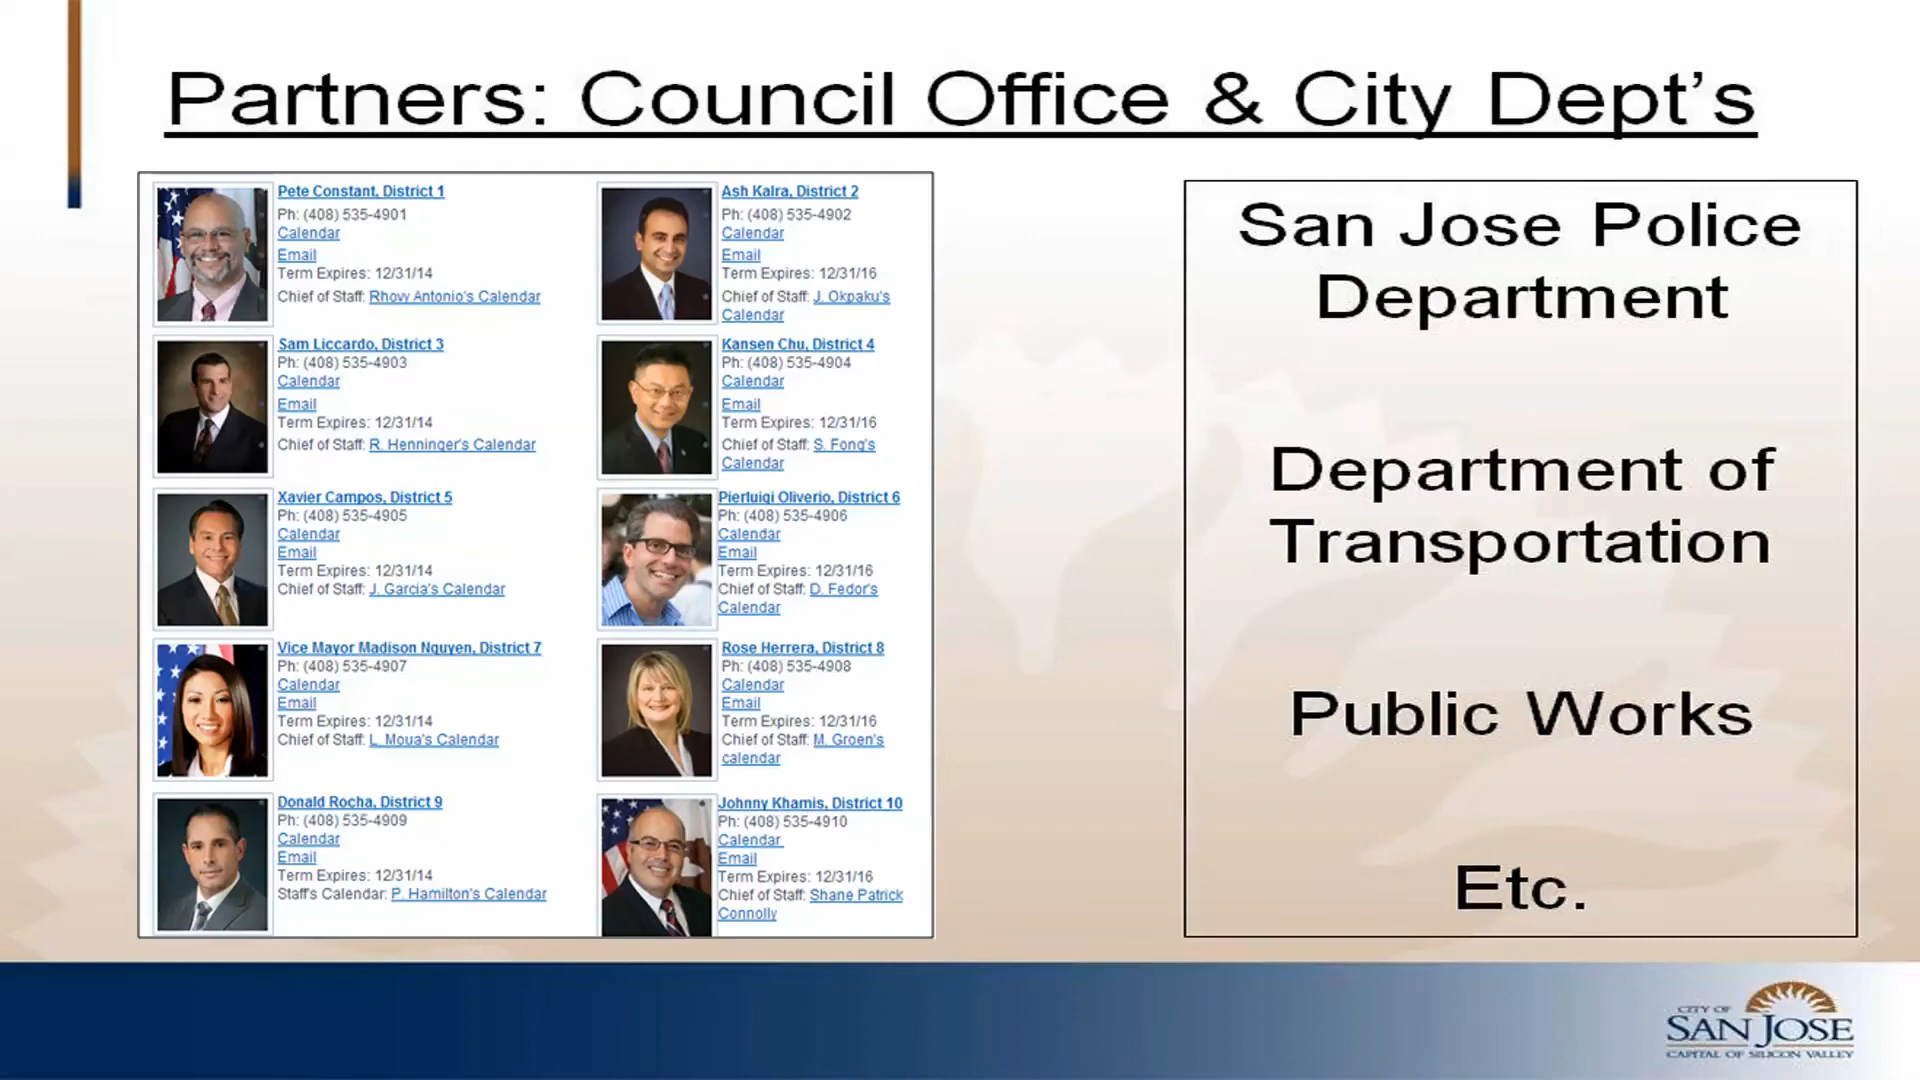 Partners: Council Office & City Dept's
Pete Constant, District 1
Ph: (408) 535-4901
Calendar
Email
Term Expires: 12/31/14
Chief of Staff: Rhovy Antonio's Calendar
Ash Kalra, District 2
Ph: (408) 535-4902
Calendar
Email
Term Expires: 12/31/16
Chief of Staff: J. Okpaku's
Calendar
Sam Liccardo, District 3
Ph: (408) 535-4903
Calendar
Email
Term Expires: 12/31/14
Chief of Staff: R. Henninger's Calendar
Kansen Chu, District 4
Ph: (408) 535-4904
Calendar
Email
Term Expires: 12/31/16
Chief of Staff: S. Fong's
Calendar
Xavier Campos, District 5
Ph: (408) 535-4905
Calendar
Email
Term Expires: 12/31/14
Chief of Staff: J. Garcia's Calendar
Pierluigi Oliverio, District 6
Ph: (408) 535-4906
Calendar
Email
Term Expires: 12/31/16
Chief of Staff: D. Fedor's
Calendar
Vice Mayor Madison Nguyen, District 7
Ph: (408) 535-4907
Calendar
Email
Term Expires: 12/31/14
Chief of Staff: L. Moua's Calendar
Rose Herrera, District 8
Ph: (408) 535-4908
Calendar
Email
Term Expires: 12/31/16
Chief of Staff: M. Groen's
calendar
Donald Rocha, District 9
Ph: (408) 535-4909
Calendar
Email
Term Expires: 12/31/14
Staff's Calendar: P. Hamilton's Calendar
Johnny Khamis, District 10
Ph: (408) 535-4910
Calendar
Email
Term Expires: 12/31/16
Chief of Staff: Shane Patrick
Connolly
San Jose Police
Department
Department of
Transportation
Public Works
Etc.
CITY OF
SAN JOSE
CAPITAL OF SILICON VALLEY